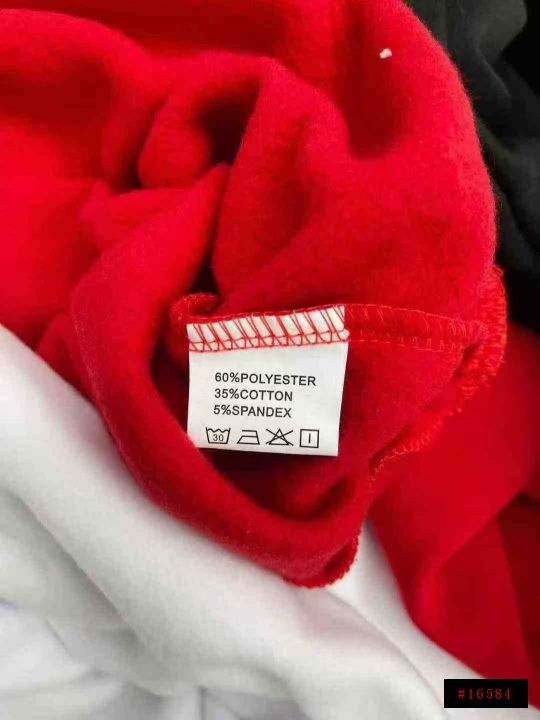 60%POLYESTER
35%COTTON
5%SPANDEX
30
#16584